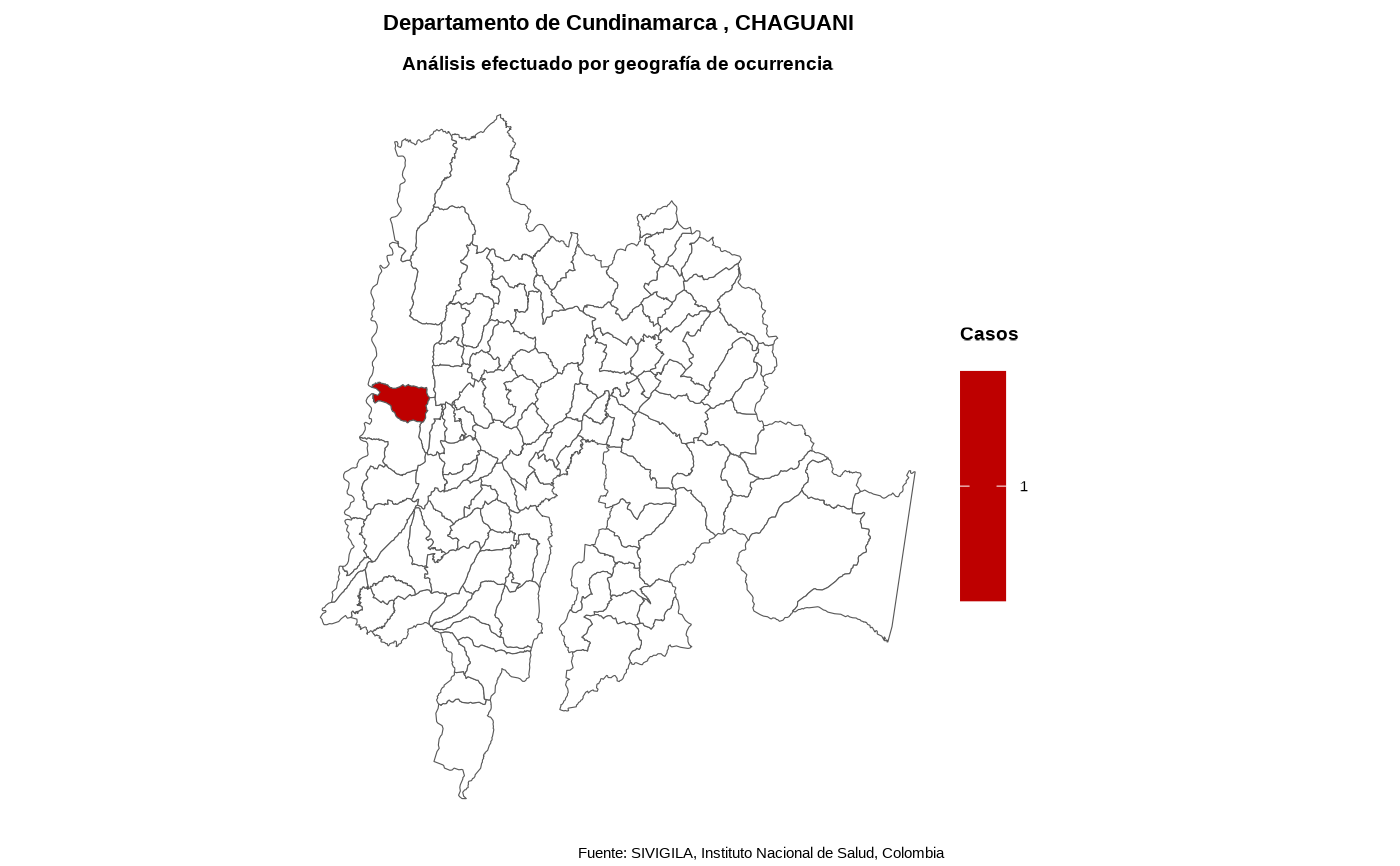 Departamento de Cundinamarca , CHAGUANI
Análisis efectuado por geografía de ocurrencia
Casos
1
Fuente: SIVIGILA, Instituto Nacional de Salud, Colombia